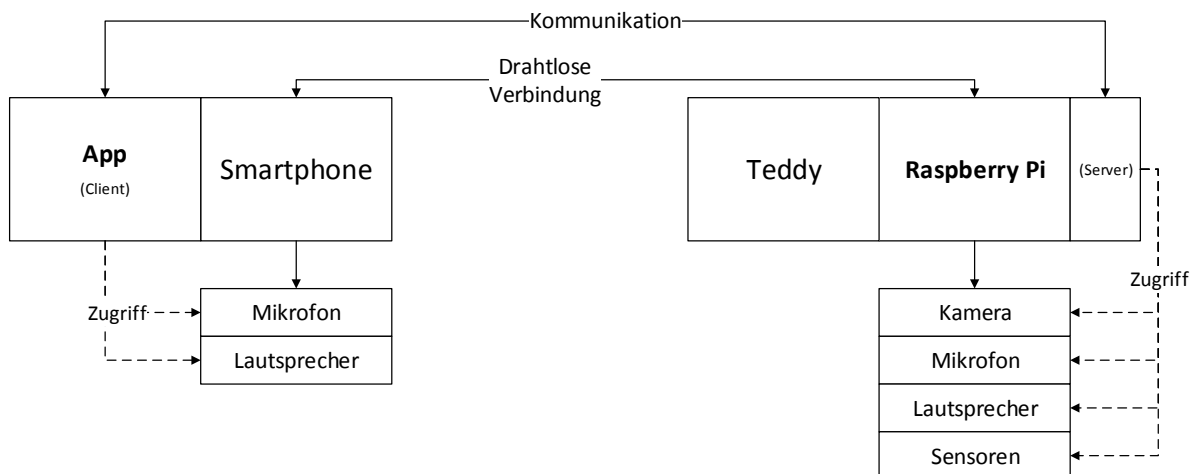 Kommunikation
Drahtlose
Verbindung
App
(Client)
Smartphone
Teddy
Raspberry Pi
(Server)
Zugriff
Mikrofon
Lautsprecher
Zugriff
Kamera
Mikrofon
Lautsprecher
Sensoren